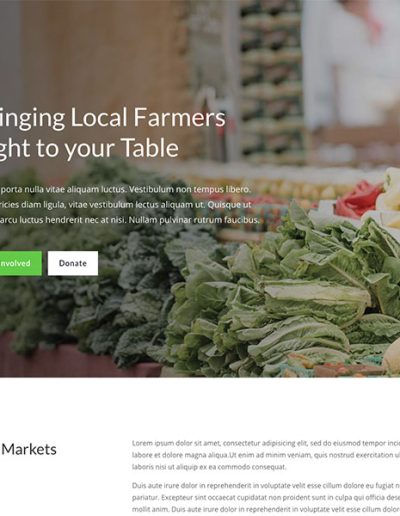 inging Local Farmers
ght to your Table
porta nulla vitae aliquam luctus. Vestibulum non tempus libero.
ricies diam ligula, vitae vestibulum lectus aliquam ut. Quisque ut
arcu luctus hendrerit nec at nisi. Nullam pulvinar rutrum faucibus.
nvolved
Donate
Markets
Lorem ipsum dolor sit amet, consectetur adipisicing elit, sed do eiusmod tempor inci
labore et dolore magna aliqua.Ut enim ad minim veniam, quis nostrud exercitation ul
laboris nisi ut aliquip ex ea commodo consequat.
Duis aute irure dolor in reprehenderit in voluptate velit esse cillum dolore eu fugiat nu
pariatur. Excepteur sint occaecat cupidatat non proident sunt in culpa qui officia dese
mollit anim. Duis aute irure dolor in reprehenderit in voluptate velit esse cillum dolore